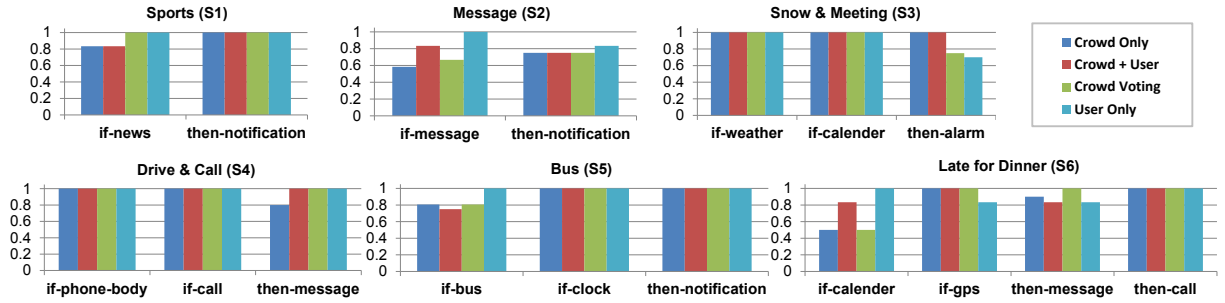 Sports (S1)
1
0.8
0.6
0.4
0.2
if-news then-notification
Message (S2)
1
0.8
0.6
0.4
0.2
0
if-message then-notification
Snow & Meeting (S3)
1
0.8
0.6
0.4
0.2
0
if-weather if-calender then-alarm
Crowd Only
Crowd + User
Crowd Voting
User Only
Drive & Call (S4)
1
0.8
0.6
0.4
0.2
0
if-phone-body if-call then-message
Bus (S5)
1
0.8
0.6
0.4
0.2
0
if-bus if-clock then-notification
Late for Dinner (S6)
1
0.8
0.6
0.4
0.2
0
if-calender if-gps then-message then-call